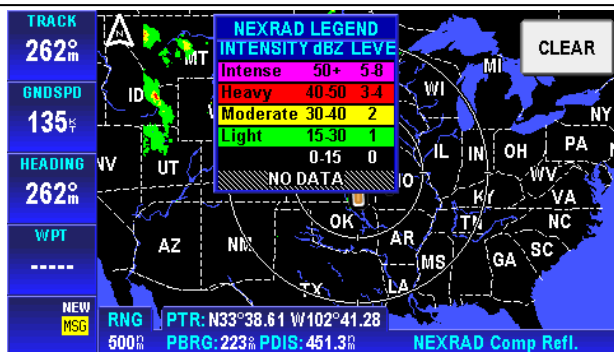 TRACK
262°m
GNDSPD
135KT
HEADING
262°m
WPT
-----
NEW
MSG
N
NEXRAD LEGEND
INTENSITY dBZ LEVE
Intense 50+ 5-8
Heavy 40-50 3-4
Moderate 30-40 2
Light 15-30 1
0-15 0
NO DATA
CLEAR
MT
ID
WI
MI
NY
NV
UT
IL
IN
OH
PA
MO
WV
KY
VA
OK
TN
NC
AZ
NM
AR
MS
GA
SC
TX
LA
RNG
500NM
PTR: N33°38.61 W102°41.28
PBRG: 223°m PDIS: 451.3NM
NEXRAD Comp Refl.